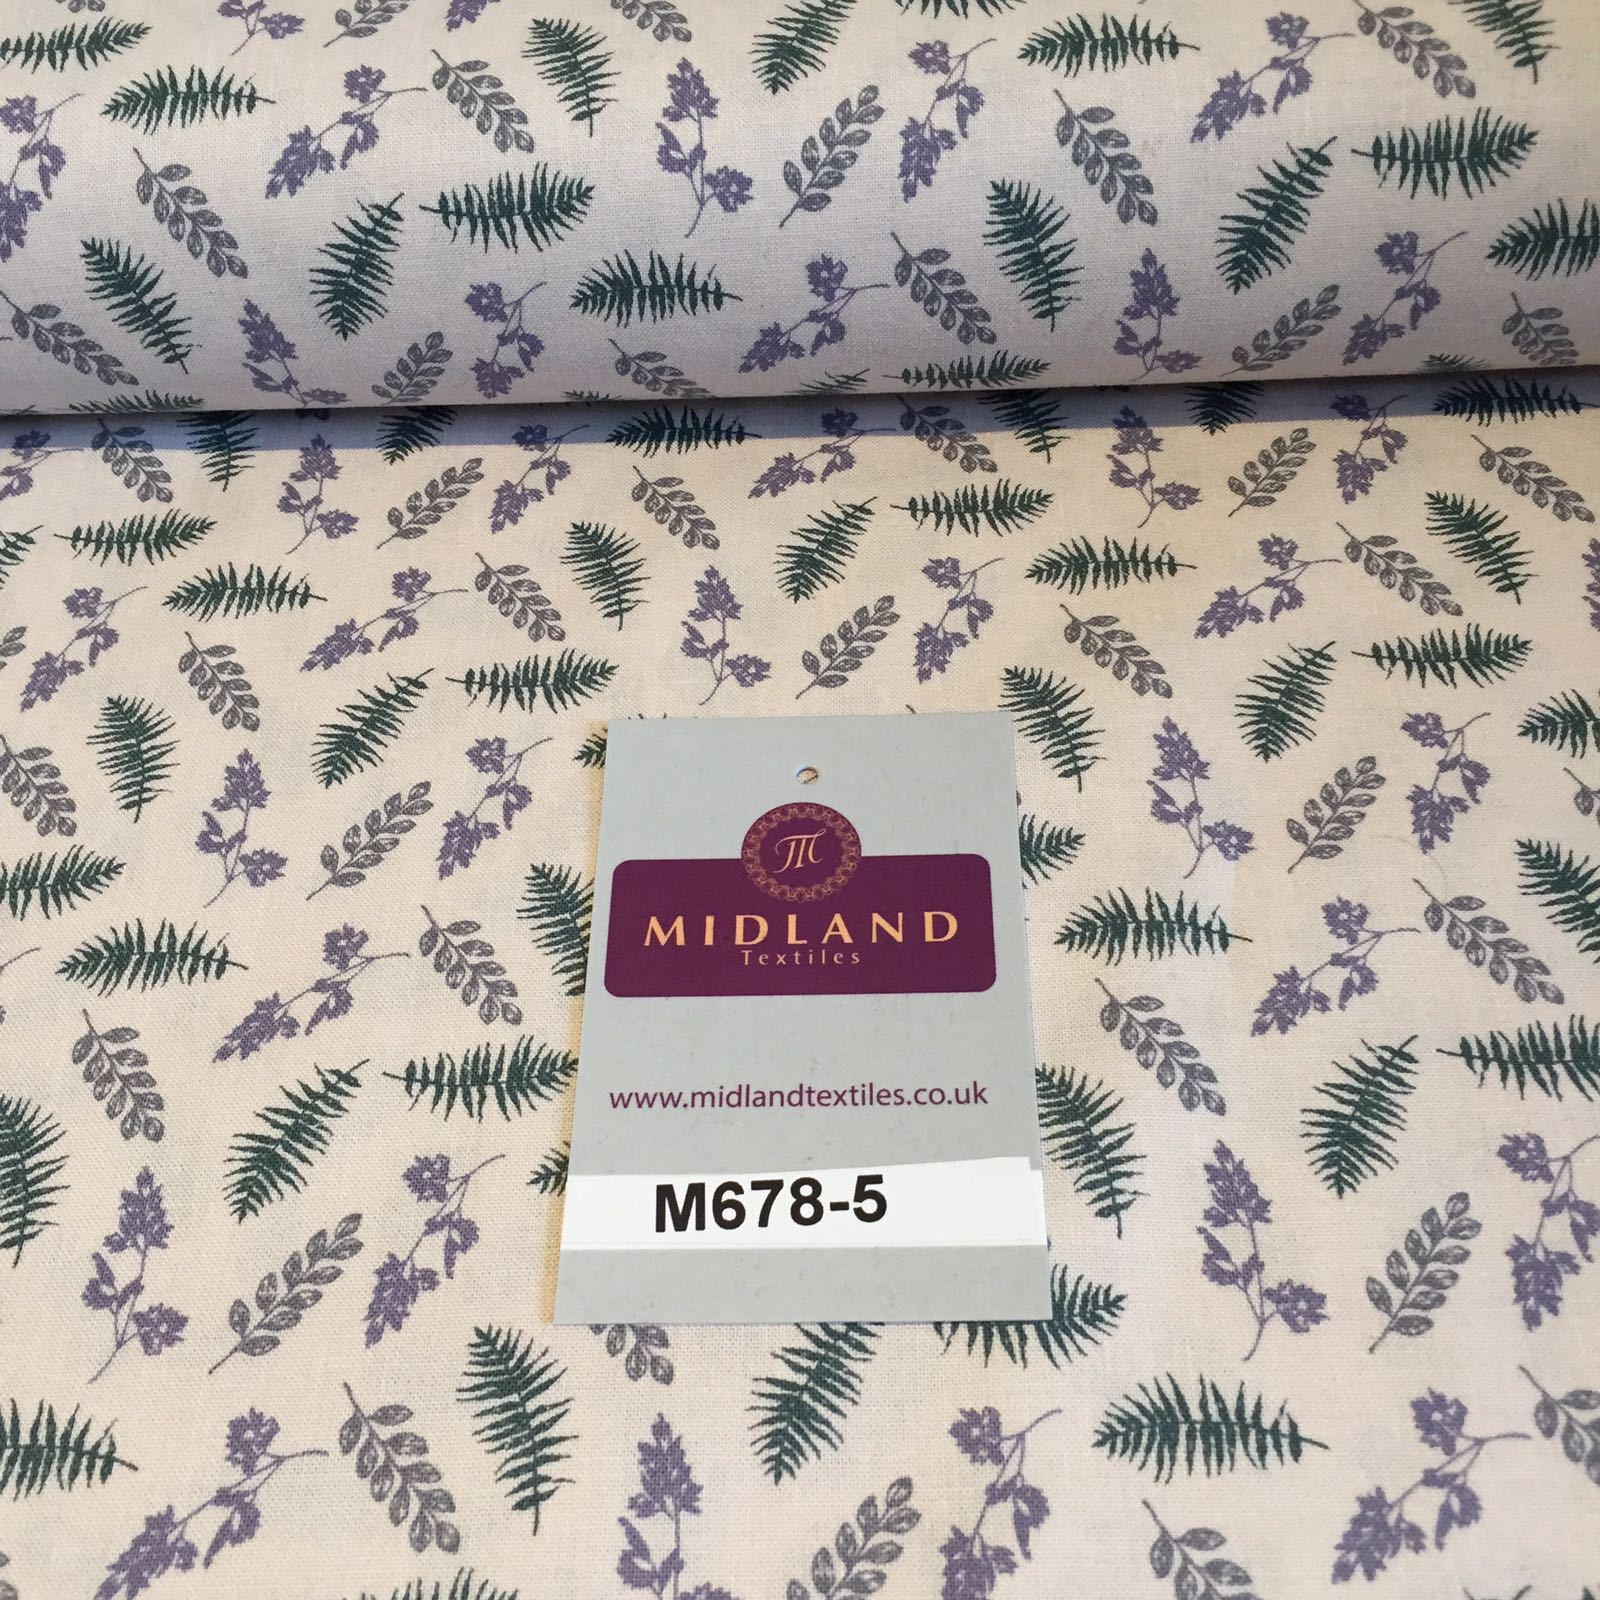 M
MIDLAND
Textiles
www.midlandtextiles.co.uk
M678-5